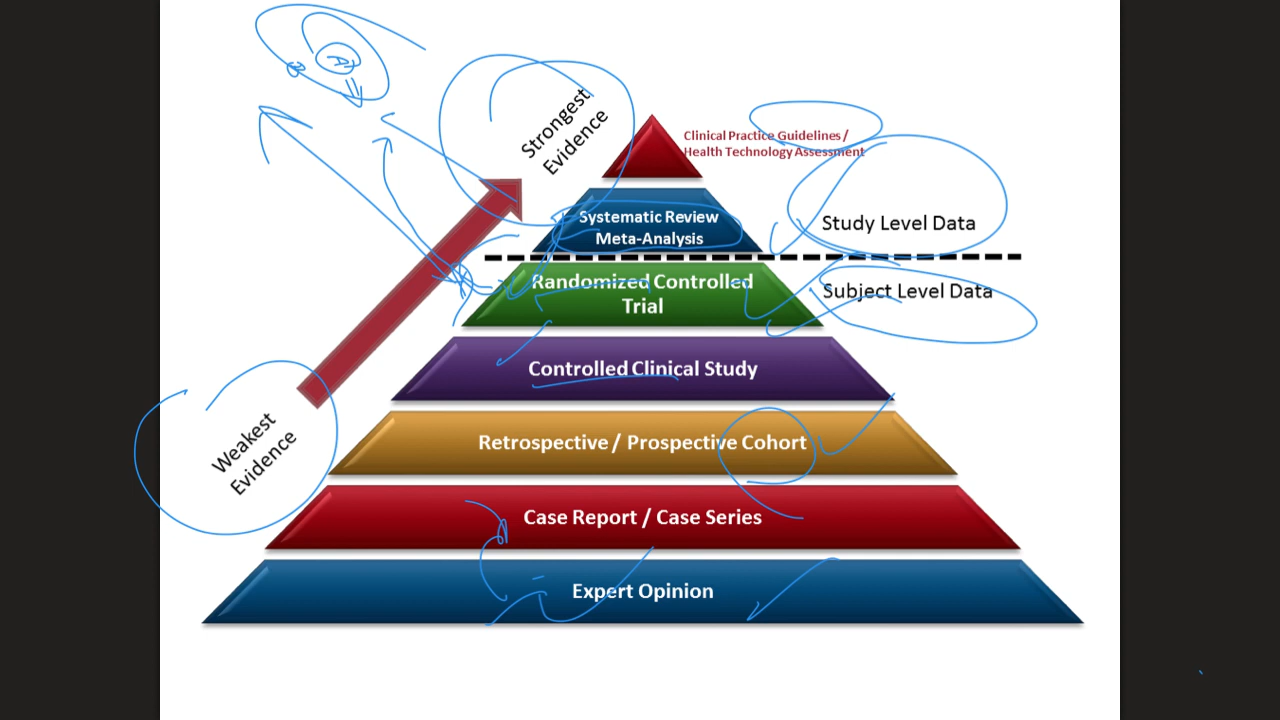 Strongest
Evidence
Clinical Practice Guidelines /
Health Technology Assessment
Systematic Review
Meta-Analysis
Study Level Data
Randomized Controlled
Trial
Subject Level Data
Controlled Clinical Study
Weakest
Evidence
Retrospective / Prospective Cohort
Case Report / Case Series
Expert Opinion